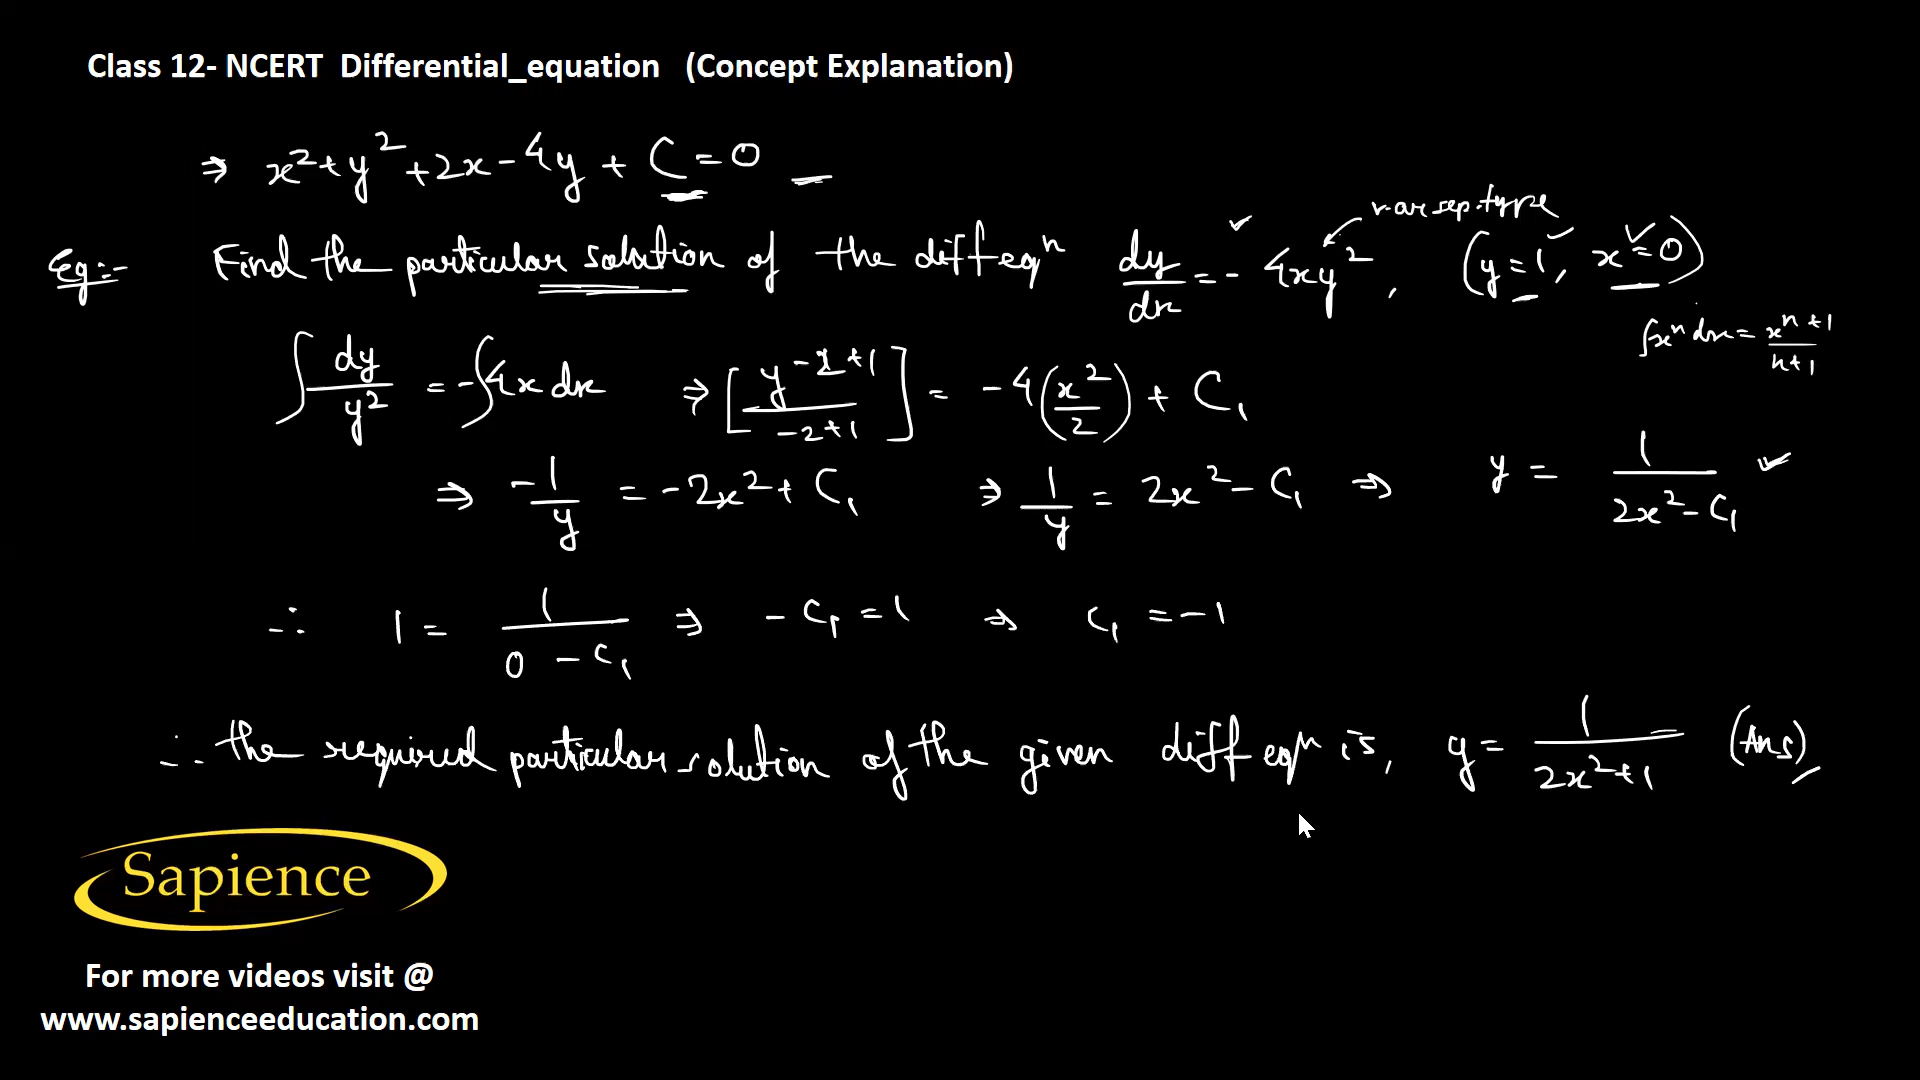 Class 12- NCERT Differential_equation (Concept Explanation)
⇒ x²+y²+2x-4y + C = 0
var sep. type
Eg:- Find the particular solution of the diff eqⁿ dy/dx = - 4xy², (y=1, x=0)
∫xⁿ dx = xⁿ⁺¹/n+1
∫ dy/y² = -∫4x dx ⇒ [y⁻²⁺¹/-2+1] = -4(x²/2) + C₁
⇒ -1/y = -2x² + C₁ ⇒ 1/y = 2x² - C₁ ⇒ y = 1/2x² - C₁
∴ 1 = 1/0 - C₁ ⇒ - C₁ = 1 ⇒ C₁ = -1
∴ the required particular solution of the given diff eqⁿ is, y = 1/2x²+1 (Ans)
Sapience
For more videos visit @
www.sapienceeducation.com